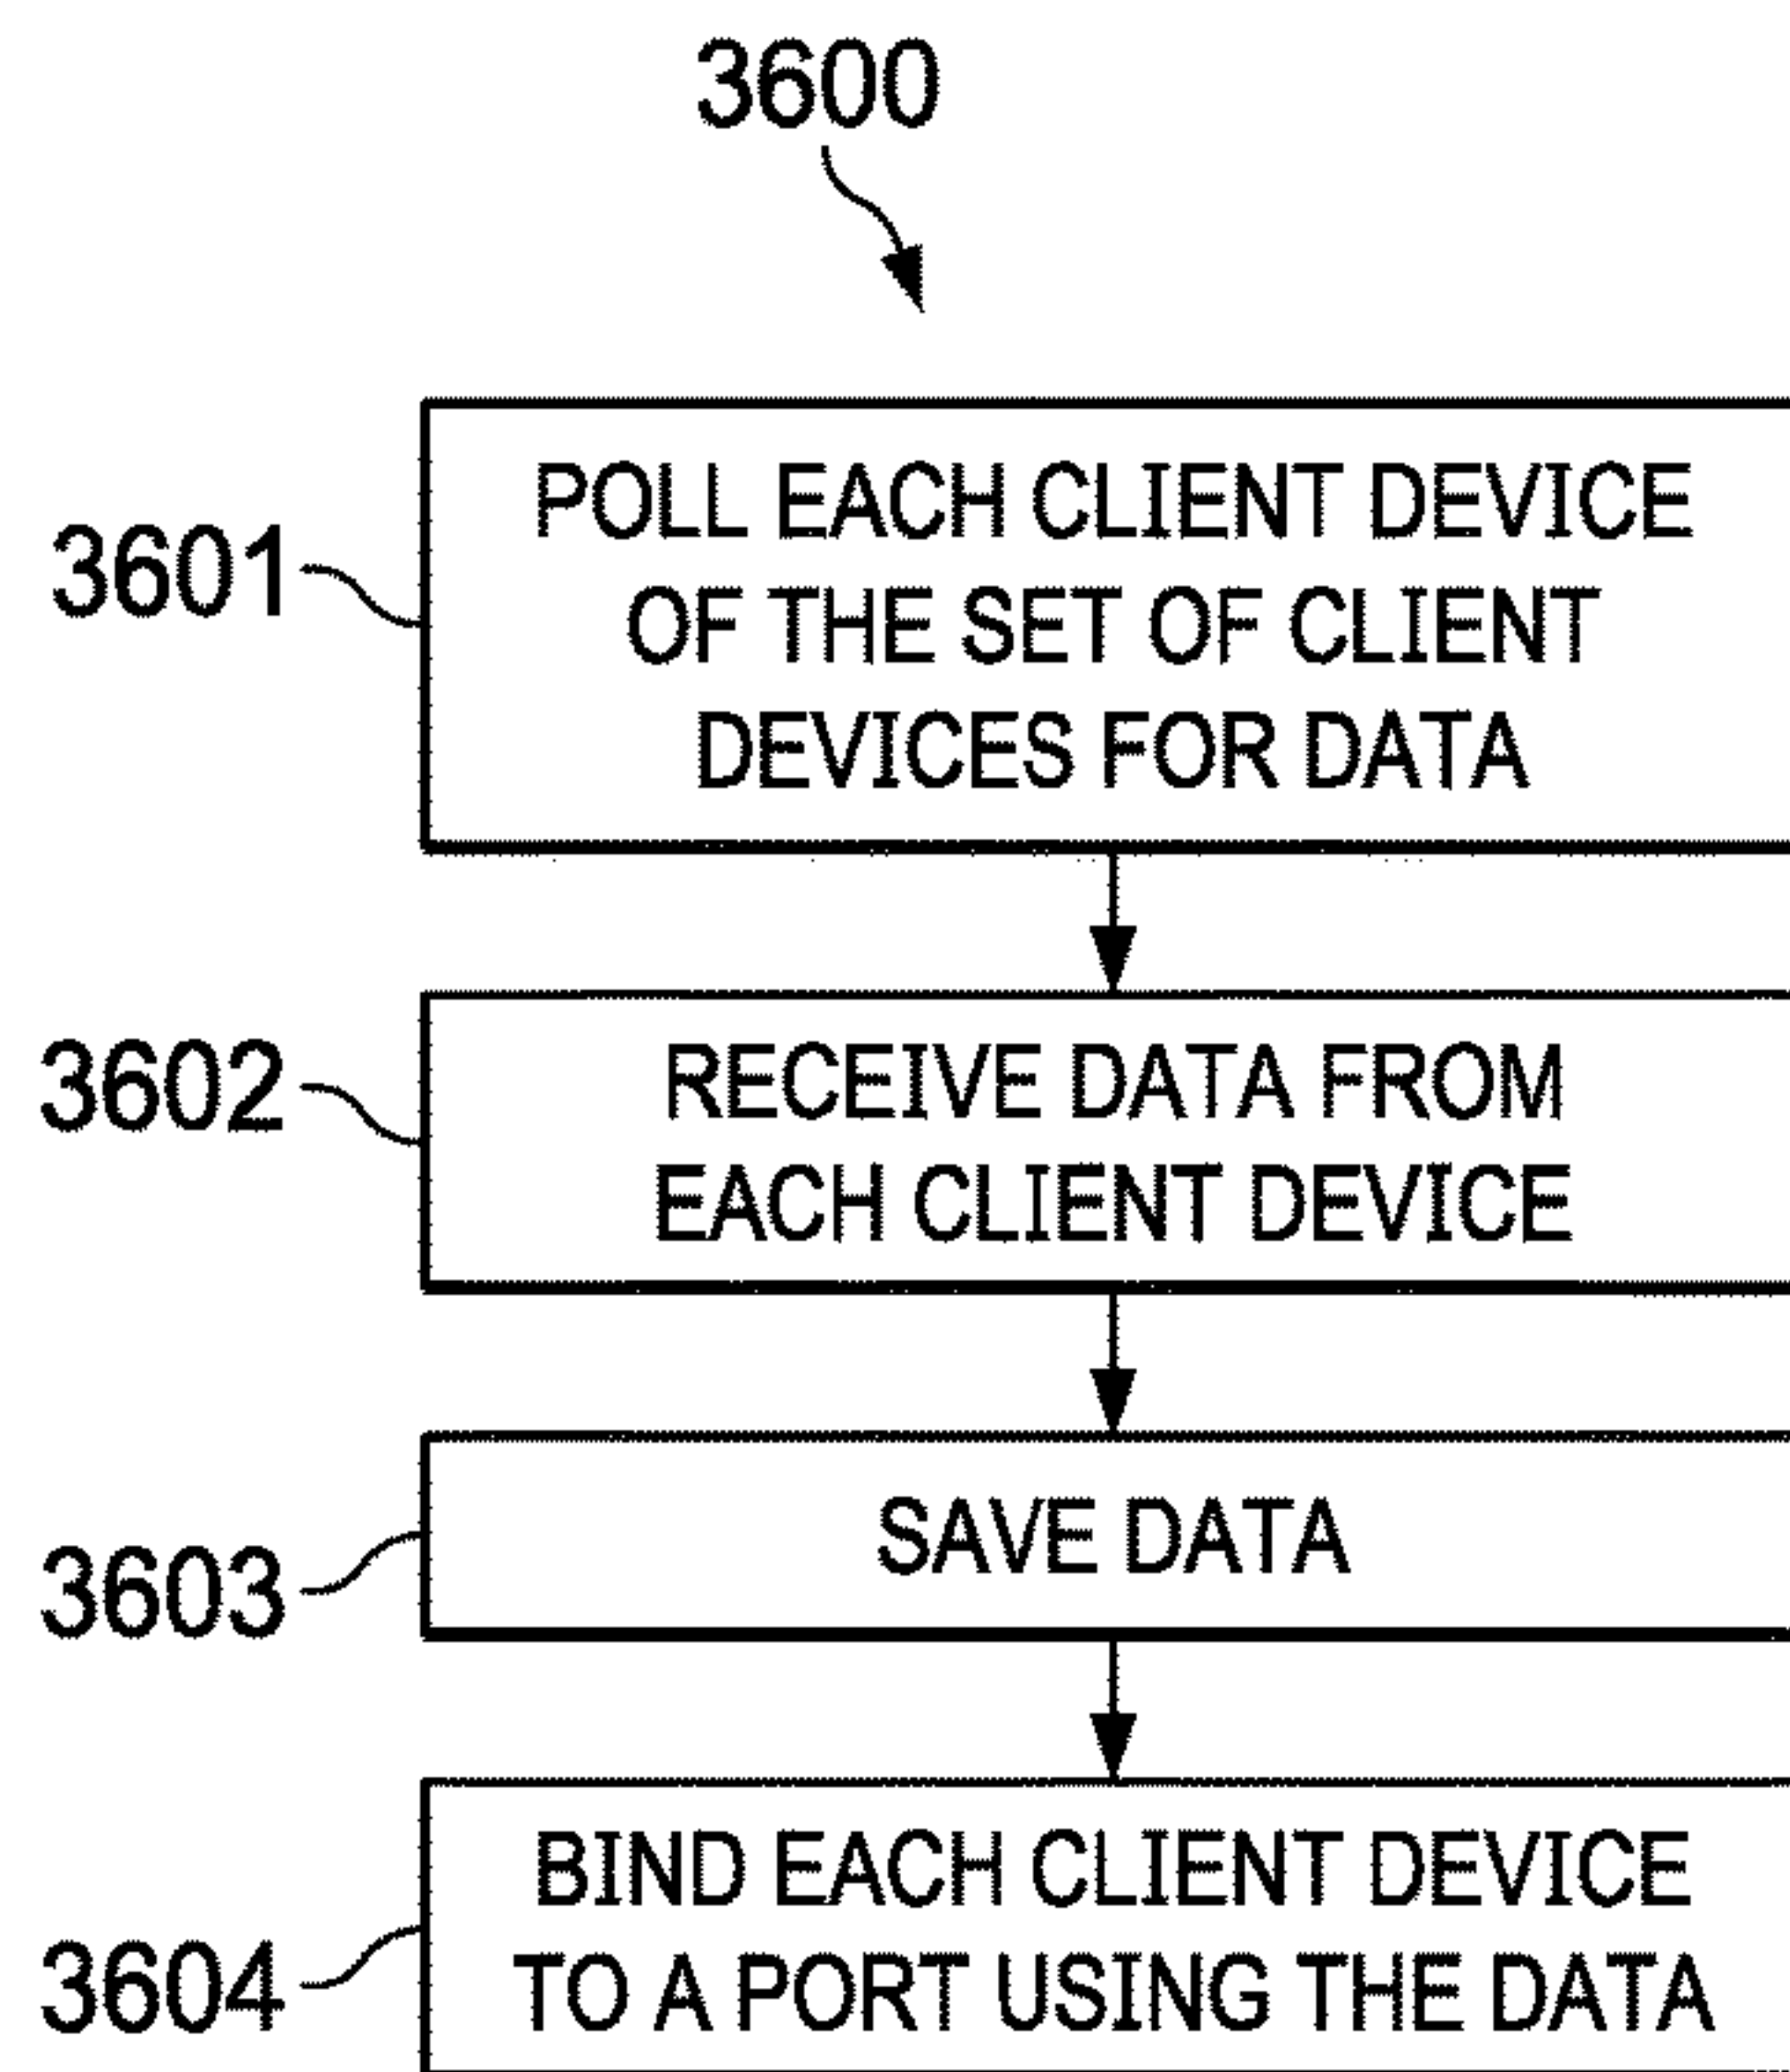 3600
3601
POLL EACH CLIENT DEVICE
OF THE SET OF CLIENT
DEVICES FOR DATA
3602
RECEIVE DATA FROM
EACH CLIENT DEVICE
3603
SAVE DATA
3604
BIND EACH CLIENT DEVICE
TO A PORT USING THE DATA